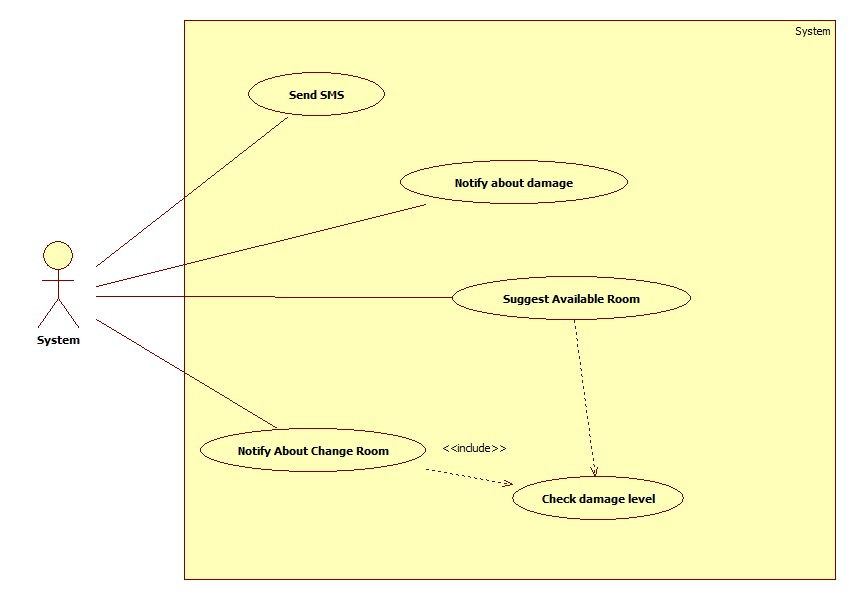 System
Send SMS
Notify about damage
Suggest Available Room
System
Notify About Change Room
<<include>>
Check damage level